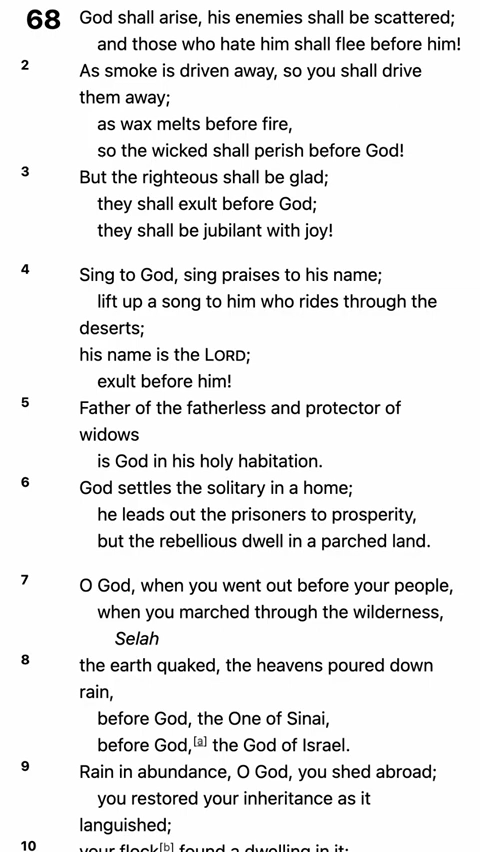 68 God shall arise, his enemies shall be scattered;
and those who hate him shall flee before him!
2 As smoke is driven away, so you shall drive
them away;
as wax melts before fire,
so the wicked shall perish before God!
3 But the righteous shall be glad;
they shall exult before God;
they shall be jubilant with joy!
4 Sing to God, sing praises to his name;
lift up a song to him who rides through the
deserts;
his name is the LORD;
exult before him!
5 Father of the fatherless and protector of
widows
is God in his holy habitation.
6 God settles the solitary in a home;
he leads out the prisoners to prosperity,
but the rebellious dwell in a parched land.
7 O God, when you went out before your people,
when you marched through the wilderness,
Selah
8 the earth quaked, the heavens poured down
rain,
before God, the One of Sinai,
before God,[a] the God of Israel.
9 Rain in abundance, O God, you shed abroad;
you restored your inheritance as it
languished;
10 your flock[b] found a dwelling in it;